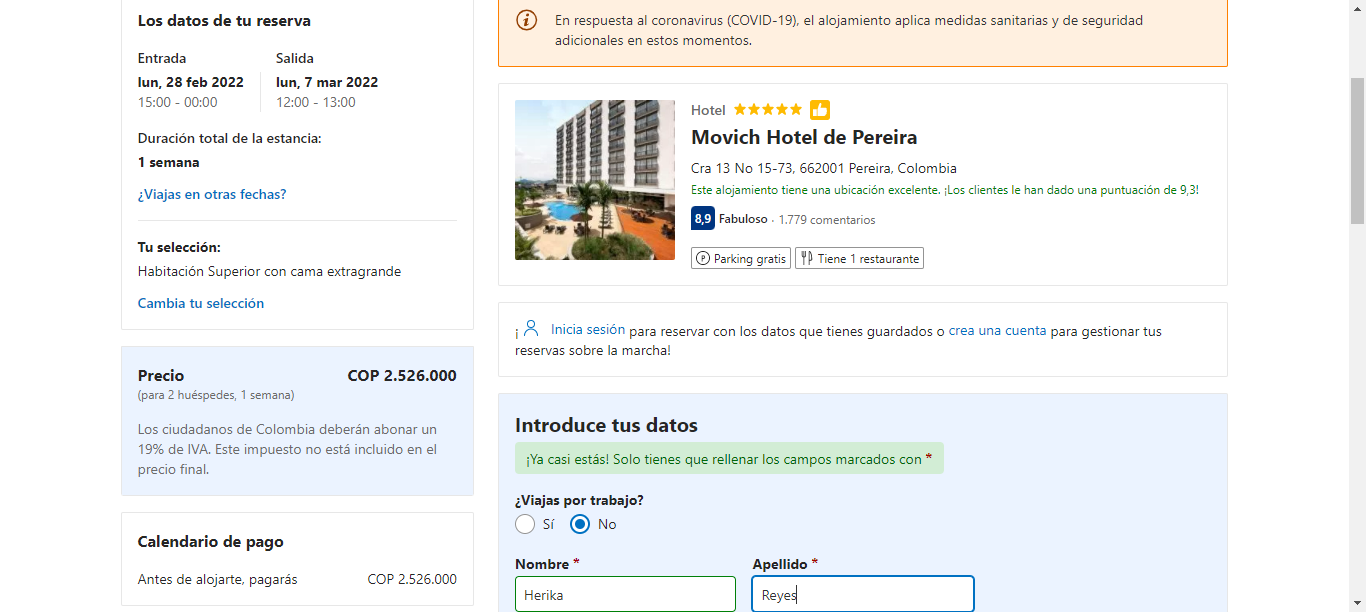 Los datos de tu reserva
Entrada
Salida
lun, 28 feb 2022
lun, 7 mar 2022
15:00 - 00:00
12:00 - 13:00
Duración total de la estancia:
1 semana
¿Viajas en otras fechas?
Tu selección:
Habitación Superior con cama extragrande
Cambia tu selección
Precio
COP 2.526.000
(para 2 huéspedes, 1 semana)
Los ciudadanos de Colombia deberán abonar un
19% de IVA. Este impuesto no está incluido en el
precio final.
Calendario de pago
Antes de alojarte, pagarás
COP 2.526.000
En respuesta al coronavirus (COVID-19), el alojamiento aplica medidas sanitarias y de seguridad
adicionales en estos momentos.
Hotel
Movich Hotel de Pereira
Cra 13 No 15-73, 662001 Pereira, Colombia
Este alojamiento tiene una ubicación excelente. ¡Los clientes le han dado una puntuación de 9,3!
8,9 Fabuloso · 1.779 comentarios
P Parking gratis
Tiene 1 restaurante
¡ Inicia sesión para reservar con los datos que tienes guardados o crea una cuenta para gestionar tus
reservas sobre la marcha!
Introduce tus datos
¡Ya casi estás! Solo tienes que rellenar los campos marcados con *
¿Viajas por trabajo?
Sí
No
Nombre *
Apellido *
Herika
Reyes